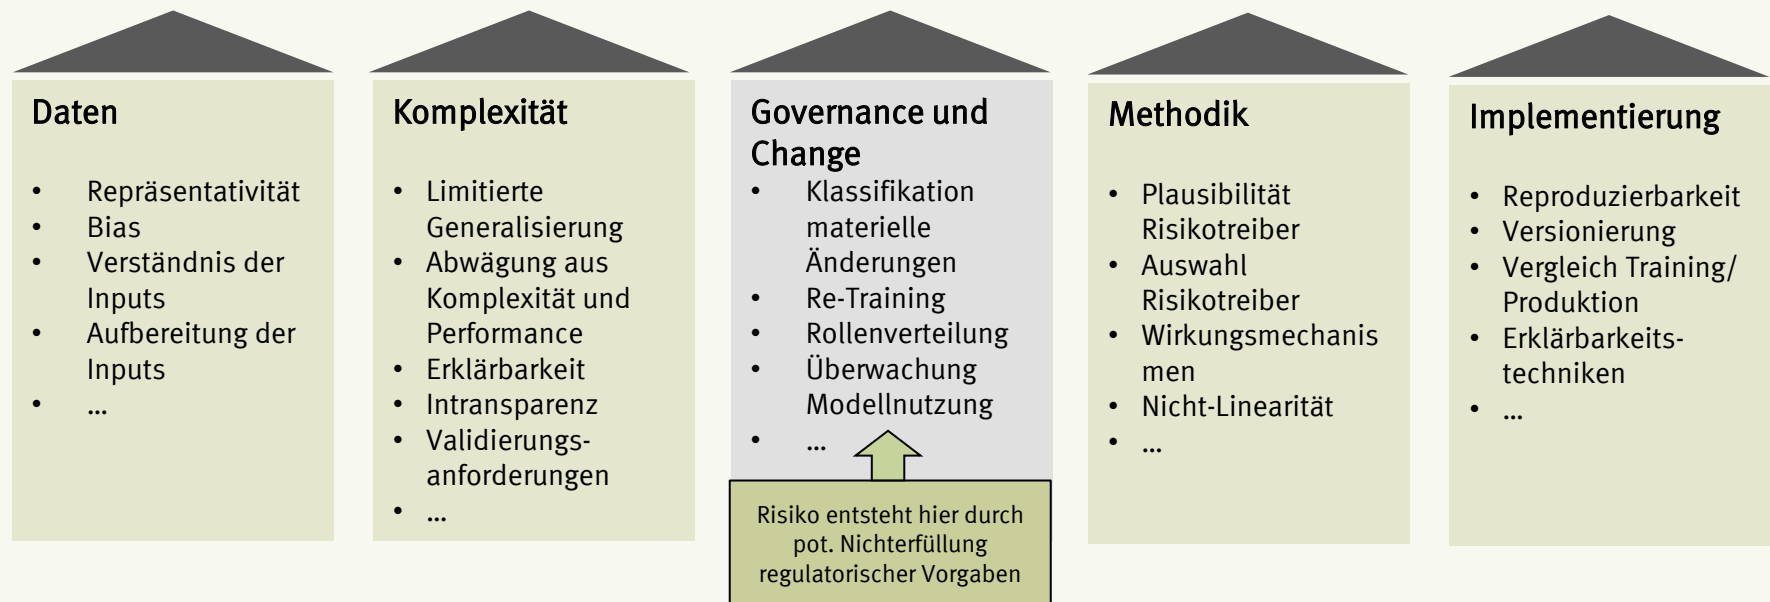 Daten
• Repräsentativität
• Bias
• Verständnis der
Inputs
• Aufbereitung der
Inputs
• ...
Komplexität
• Limitierte
Generalisierung
• Abwägung aus
Komplexität und
Performance
• Erklärbarkeit
• Intransparenz
• Validierungs-
anforderungen
• ...
Governance und
Change
• Klassifikation
materielle
Änderungen
• Re-Training
• Rollenverteilung
• Überwachung
Modellnutzung
• ...
Risiko entsteht hier durch
pot. Nichterfüllung
regulatorischer Vorgaben
Methodik
• Plausibilität
Risikotreiber
• Auswahl
Risikotreiber
• Wirkungsmechanis
men
• Nicht-Linearität
• ...
Implementierung
• Reproduzierbarkeit
• Versionierung
• Vergleich Training/
Produktion
• Erklärbarkeits-
techniken
• ...